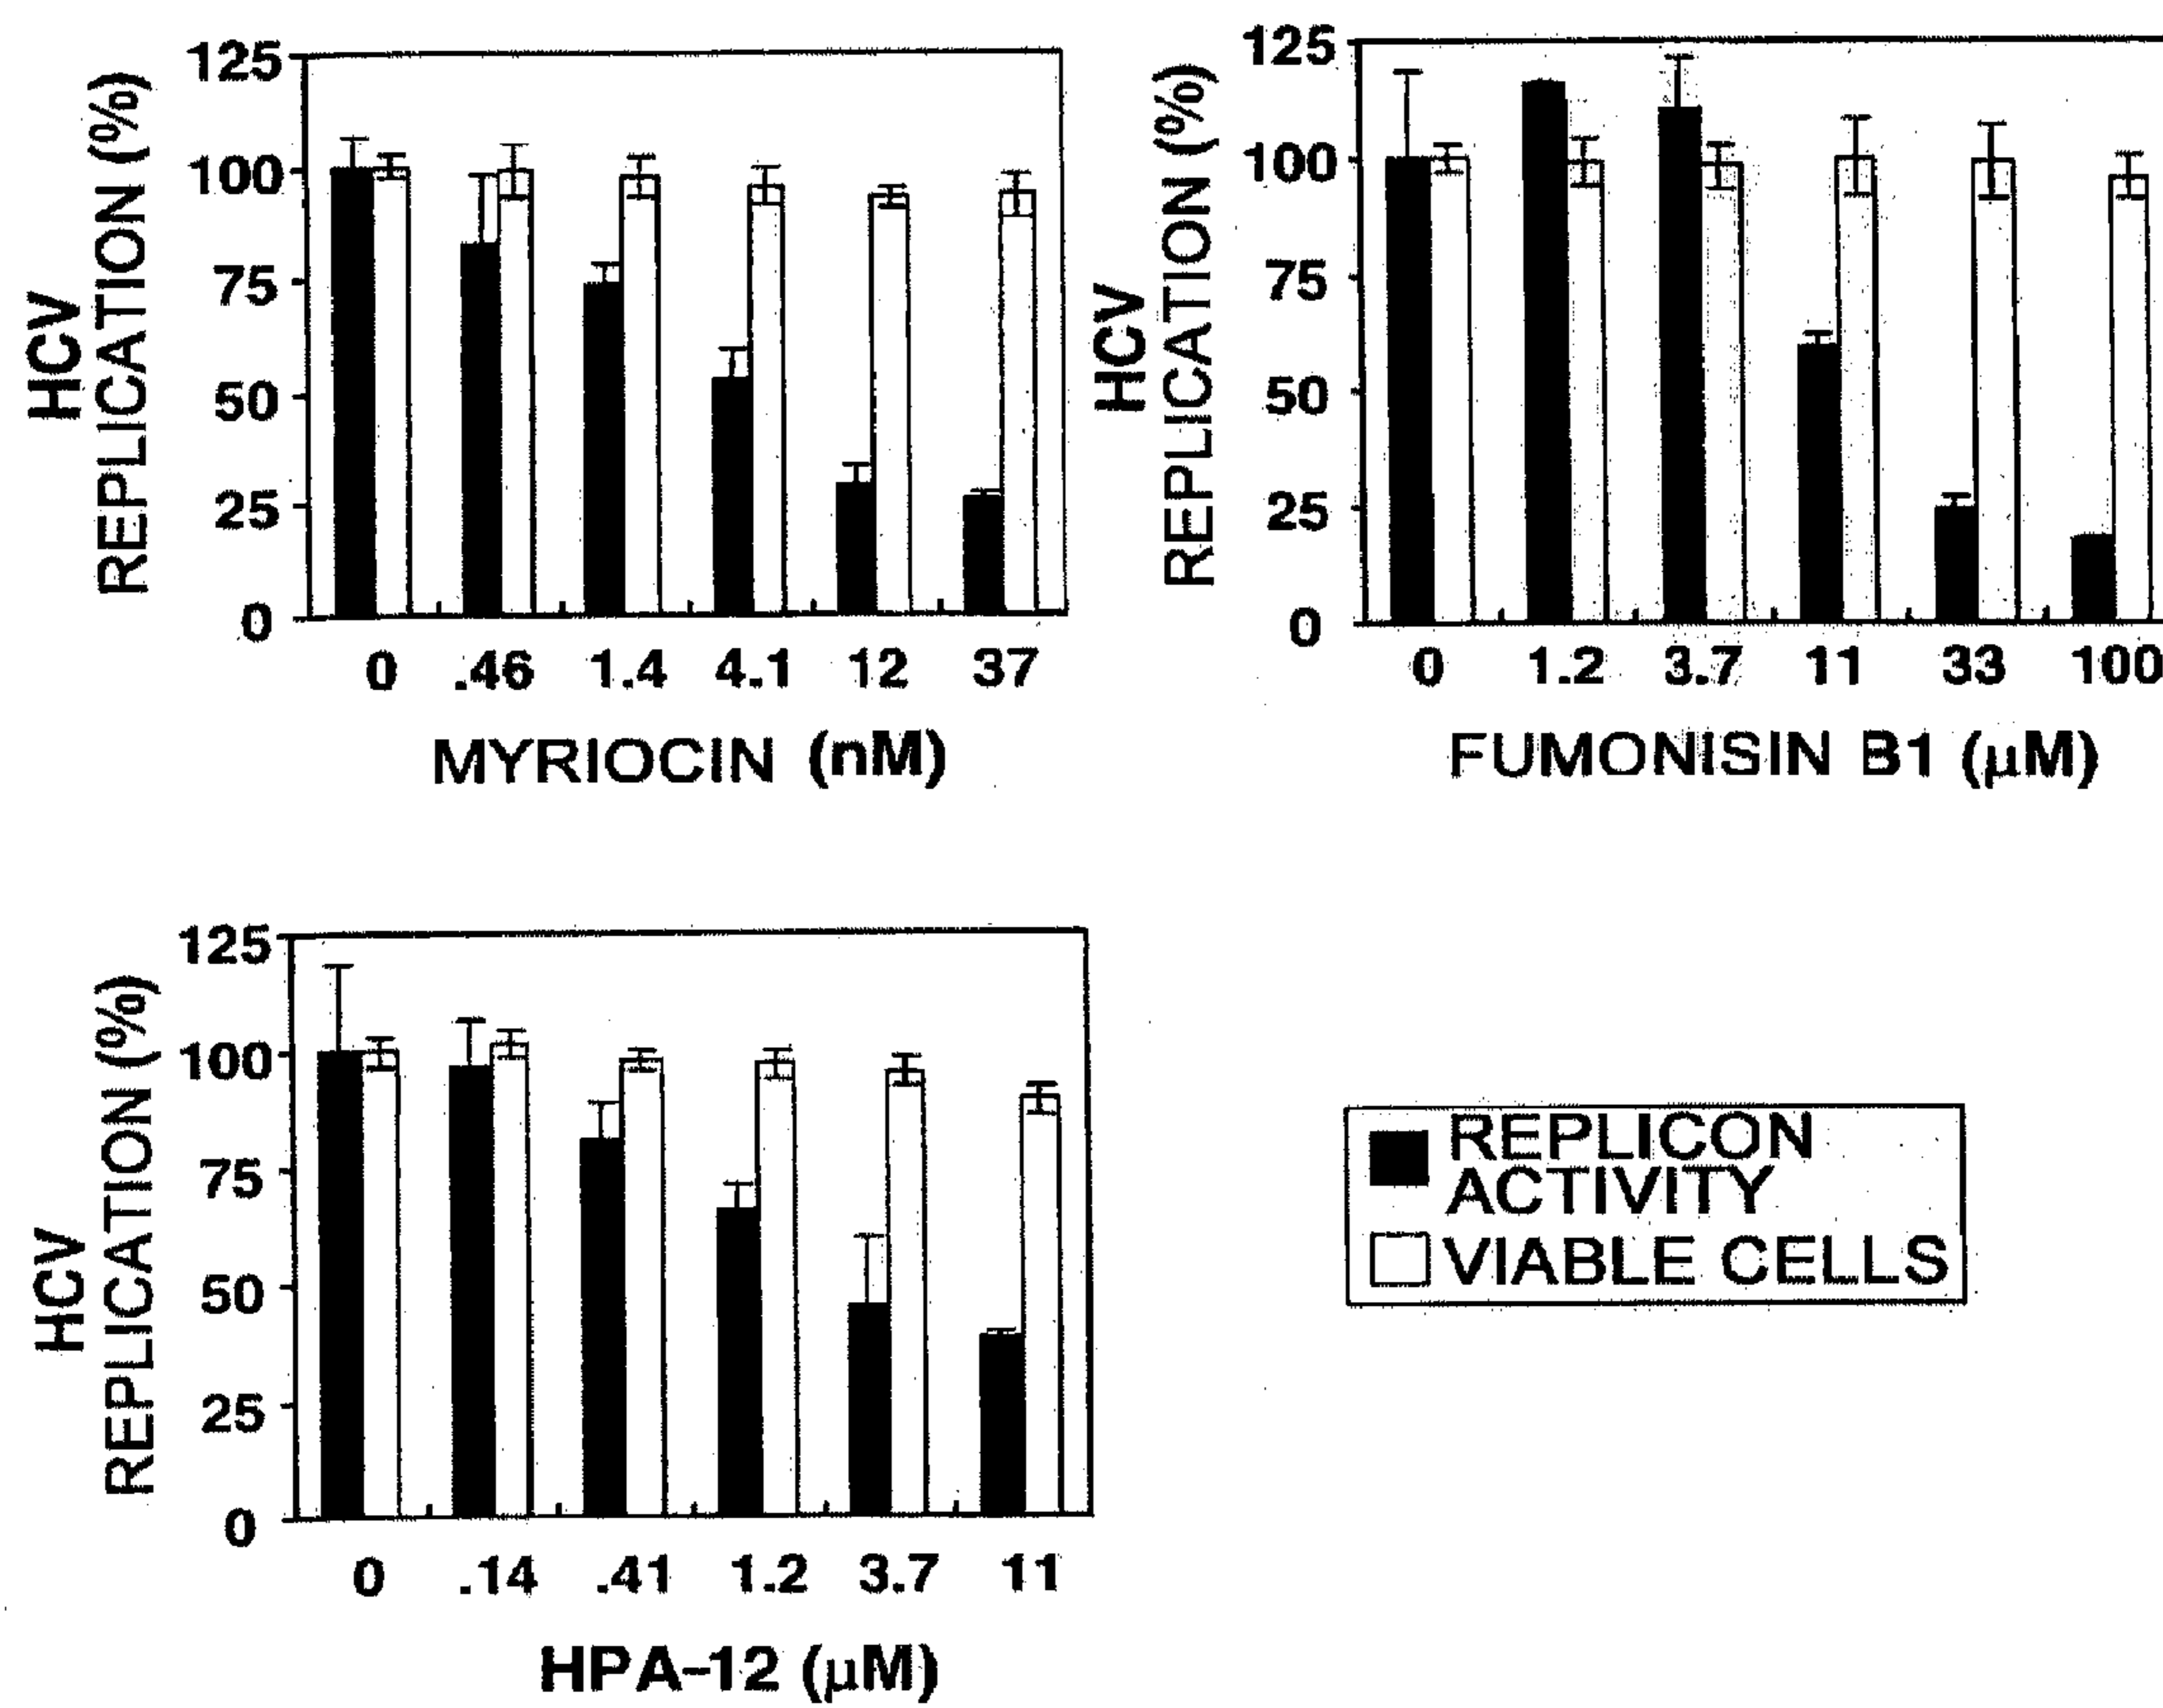 HCV
REPLICATION (%)
125
100
75
50
25
0
0 .46 1.4 4.1 12 37
MYRIOCIN (nM)
HCV
REPLICATION (%)
125
100
75
50
25
0
0 1.2 3.7 11 33 100
FUMONISIN B1 (μM)
HCV
REPLICATION (%)
125
100
75
50
25
0
0 .14 .41 1.2 3.7 11
HPA-12 (μM)
REPLICON
ACTIVITY
VIABLE CELLS